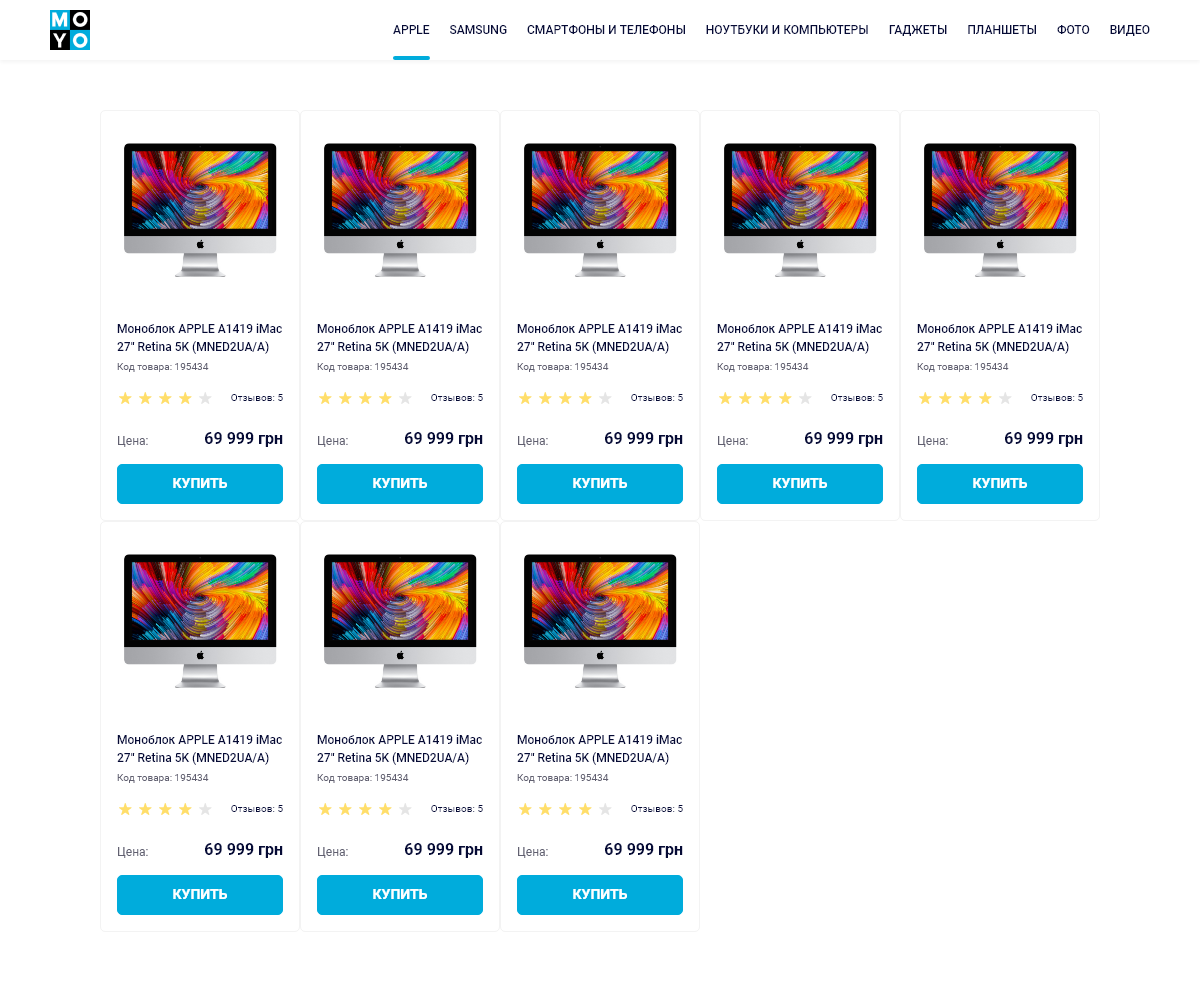 MO
YO
APPLE SAMSUNG СМАРТФОНЫ И ТЕЛЕФОНЫ НОУТБУКИ И КОМПЬЮТЕРЫ ГАДЖЕТЫ ПЛАНШЕТЫ ФОТО ВИДЕО
Моноблок APPLE A1419 iMac
27" Retina 5K (MNED2UA/A)
Код товара: 195434
Отзывов: 5
Цена: 69 999 грн
КУПИТЬ
Моноблок APPLE A1419 iMac
27" Retina 5K (MNED2UA/A)
Код товара: 195434
Отзывов: 5
Цена: 69 999 грн
КУПИТЬ
Моноблок APPLE A1419 iMac
27" Retina 5K (MNED2UA/A)
Код товара: 195434
Отзывов: 5
Цена: 69 999 грн
КУПИТЬ
Моноблок APPLE A1419 iMac
27" Retina 5K (MNED2UA/A)
Код товара: 195434
Отзывов: 5
Цена: 69 999 грн
КУПИТЬ
Моноблок APPLE A1419 iMac
27" Retina 5K (MNED2UA/A)
Код товара: 195434
Отзывов: 5
Цена: 69 999 грн
КУПИТЬ
Моноблок APPLE A1419 iMac
27" Retina 5K (MNED2UA/A)
Код товара: 195434
Отзывов: 5
Цена: 69 999 грн
КУПИТЬ
Моноблок APPLE A1419 iMac
27" Retina 5K (MNED2UA/A)
Код товара: 195434
Отзывов: 5
Цена: 69 999 грн
КУПИТЬ
Моноблок APPLE A1419 iMac
27" Retina 5K (MNED2UA/A)
Код товара: 195434
Отзывов: 5
Цена: 69 999 грн
КУПИТЬ